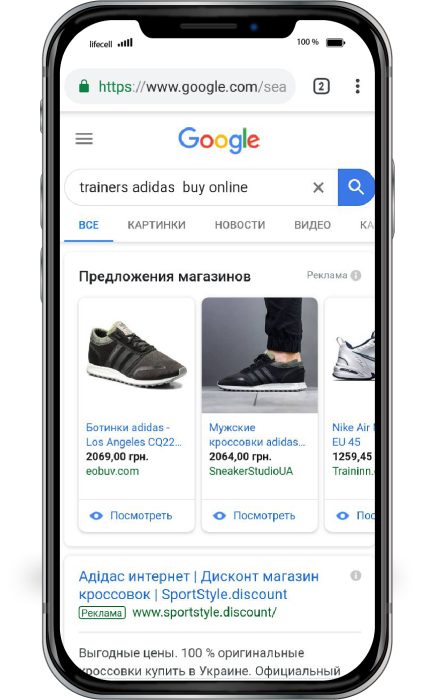 lifecell
100 %
https://www.google.com/sea
2
Google
trainers adidas buy online
ВСЕ КАРТИНКИ НОВОСТИ ВИДЕО КА
Предложения магазинов
Реклама
Ботинки adidas -
Los Angeles CQ22...
2069,00 грн.
eobuv.com
Посмотреть
Мужские
кроссовки adidas...
2064,00 грн.
SneakerStudioUA
Посмотреть
Nike Air
EU 45
1259,45
Traininn.
Пос
Адідас интернет | Дисконт магазин
кроссовок | SportStyle.discount
Реклама www.sportstyle.discount/
Выгодные цены. 100 % оригинальные
кроссовки купить в Украине. Официальный